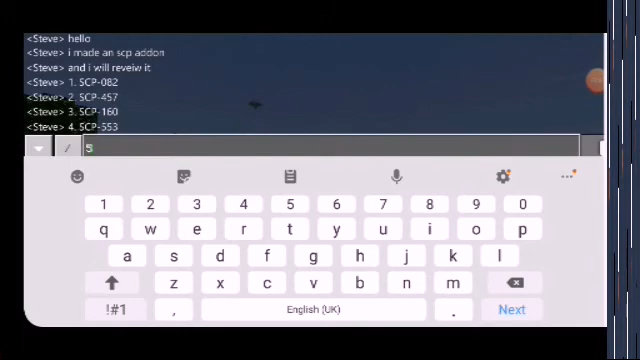 <Steve> hello
<Steve> i made an scp addon
<Steve> and i will reveiw it
<Steve> 1. SCP-082
<Steve> 2. SCP-457
<Steve> 3. SCP-160
<Steve> 4. SCP-553
/ 5
1 2 3 4 5 6 7 8 9 0
q w e r t y u i o p
a s d f g h j k l
z x c v b n m
!#1 , English (UK) . Next